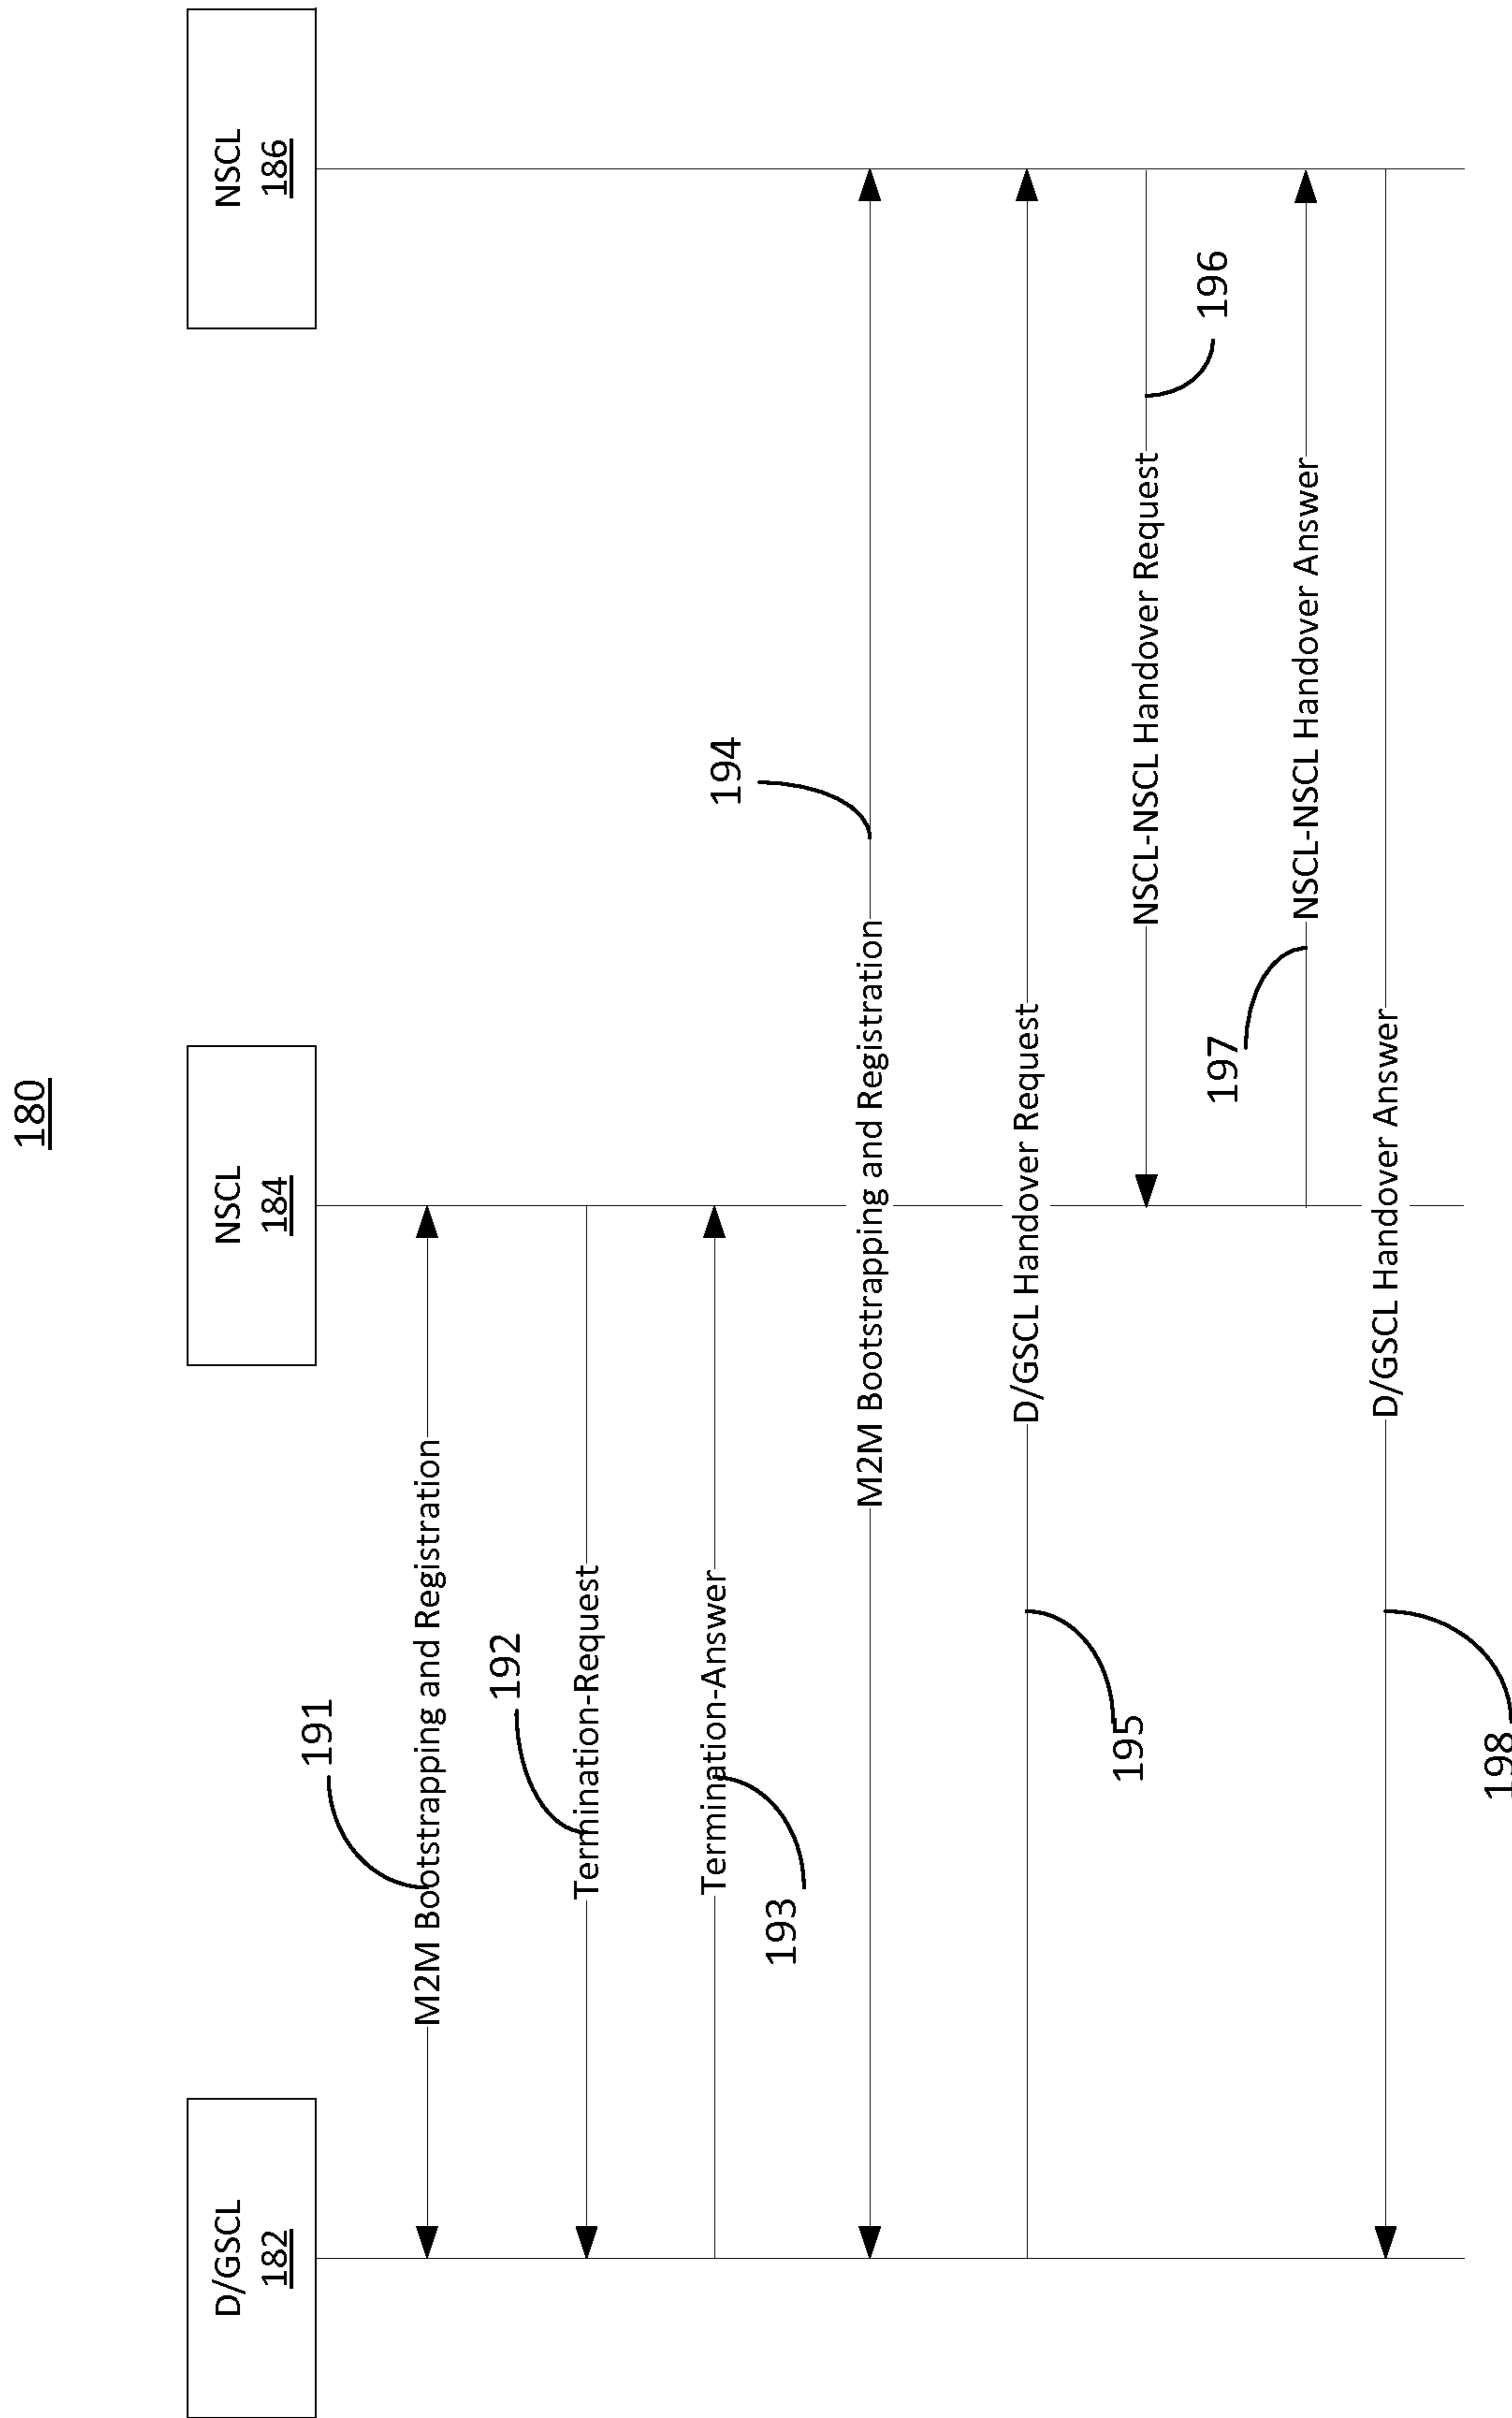 180
D/GSCL
182
NSCL
184
NSCL
186
191
M2M Bootstrapping and Registration
192
Termination-Request
Termination-Answer
193
194
M2M Bootstrapping and Registration
D/GSCL Handover Request
195
NSCL-NSCL Handover Request
196
197
NSCL-NSCL Handover Answer
D/GSCL Handover Answer
198